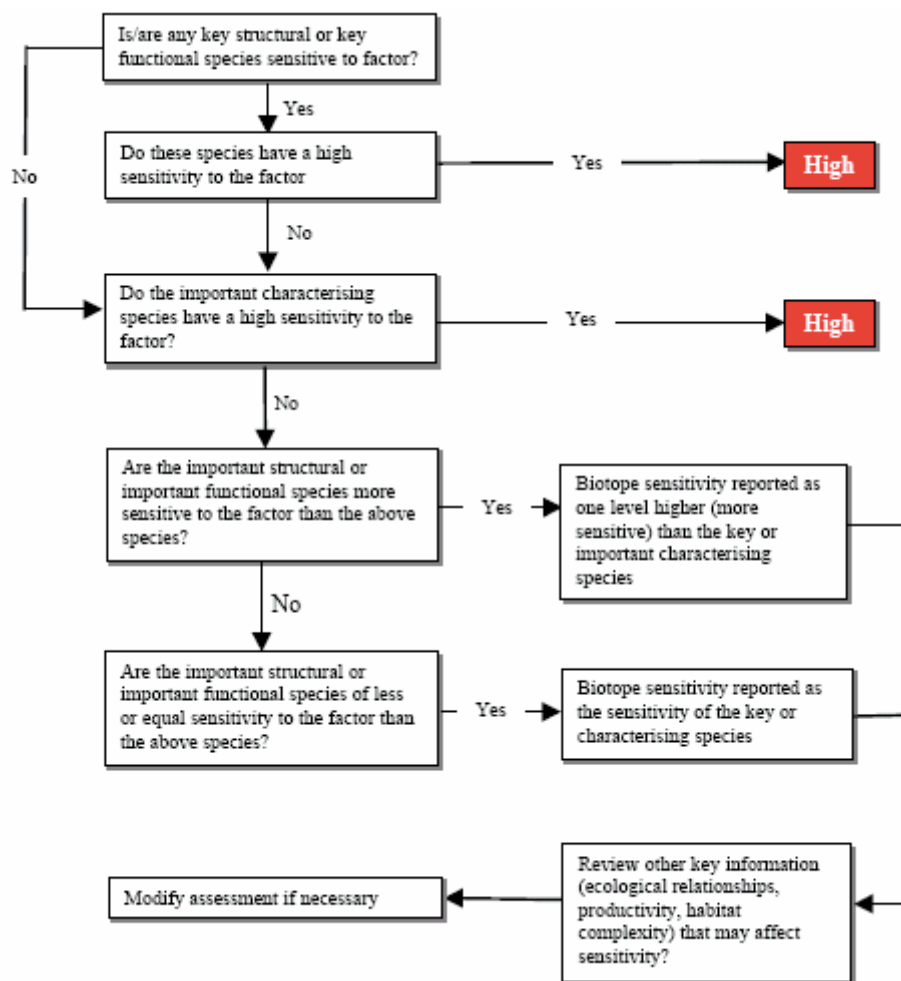 Is/are any key structural or key
functional species sensitive to factor?
Yes
Do these species have a high
sensitivity to the factor
Yes
High
No
No
Do the important characterising
species have a high sensitivity to the
factor?
Yes
High
No
Are the important structural or
important functional species more
sensitive to the factor than the above
species?
Yes
Biotope sensitivity reported as
one level higher (more
sensitive) than the key or
important characterising
species
No
Are the important structural or
important functional species of less
or equal sensitivity to the factor than
the above species?
Yes
Biotope sensitivity reported as
the sensitivity of the key or
characterising species
Review other key information
(ecological relationships,
productivity, habitat
complexity) that may affect
sensitivity?
Modify assessment if necessary